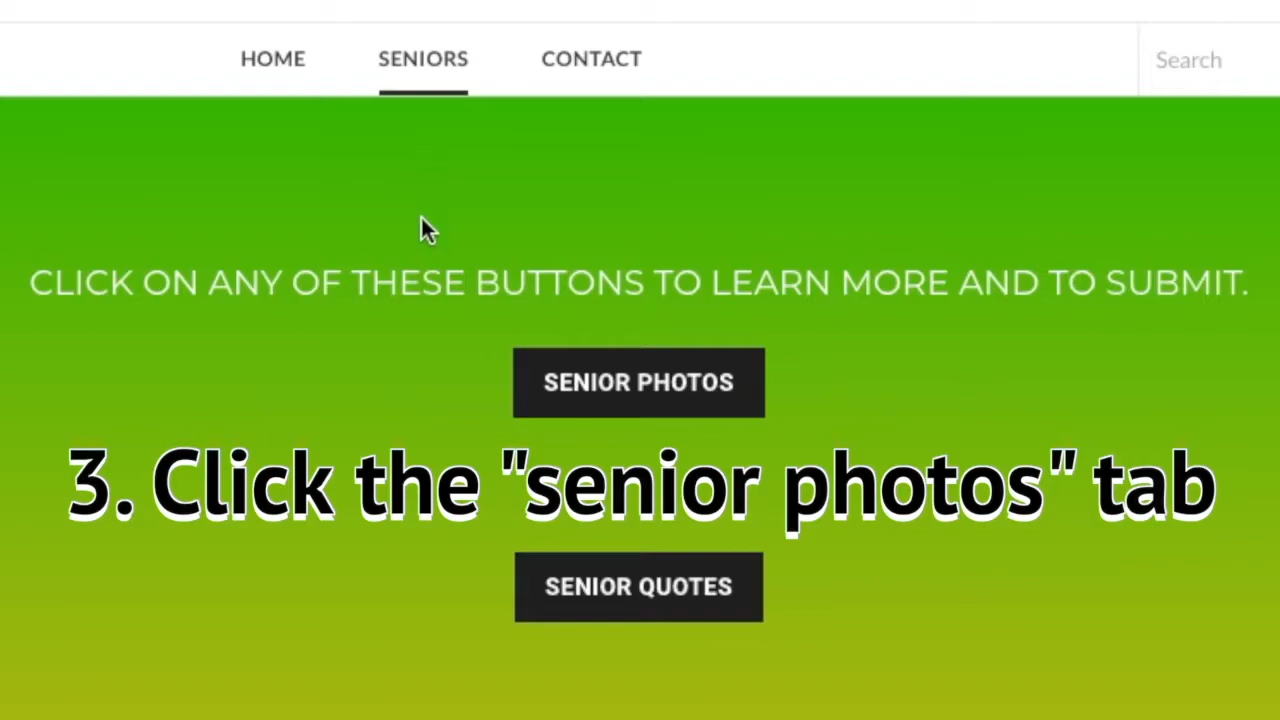 HOME SENIORS CONTACT Search
CLICK ON ANY OF THESE BUTTONS TO LEARN MORE AND TO SUBMIT.
SENIOR PHOTOS
3. Click the "senior photos" tab
SENIOR QUOTES